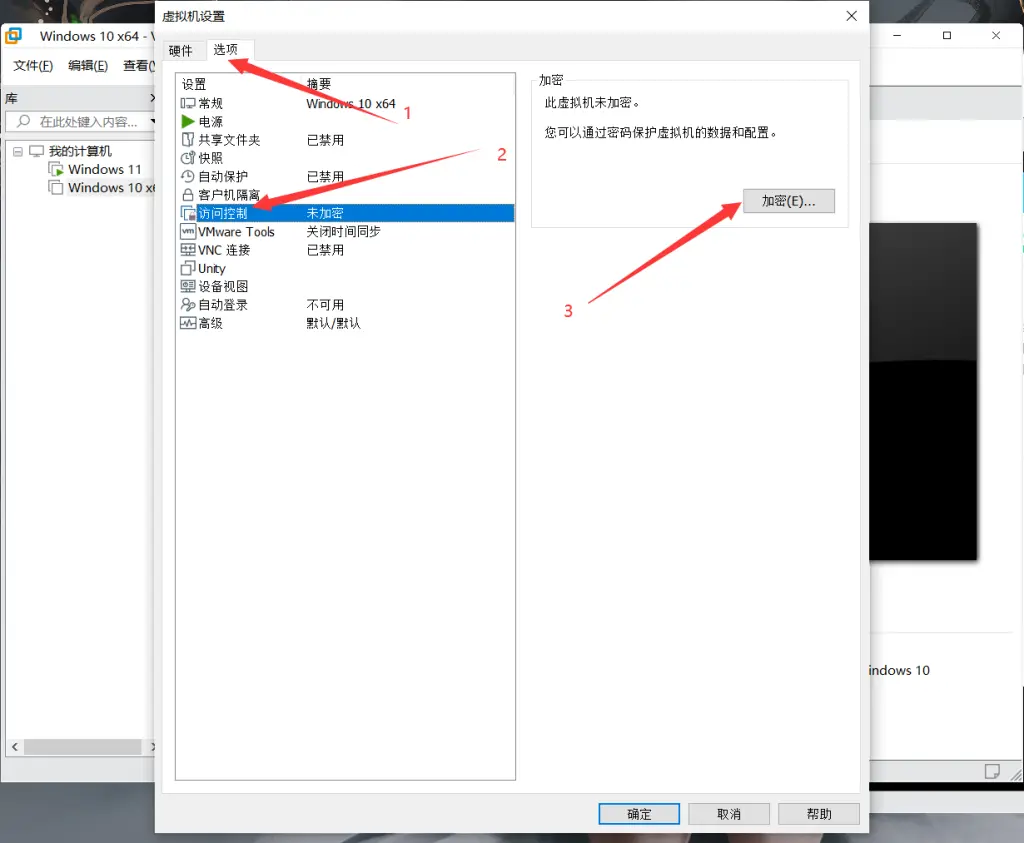 虚拟机设置
Windows 10 x64 - V
文件(F) 编辑(E) 查看(V
硬件 选项
库
在此处键入内容...
我的计算机
Windows 11
Windows 10 x6
设置 摘要
常规 Windows 10 x64
电源
共享文件夹 已禁用
快照
自动保护 已禁用
客户机隔离
访问控制 未加密
VMware Tools 关闭时间同步
VNC 连接 已禁用
Unity
设备视图
自动登录 不可用
高级 默认/默认
1
2
3
加密
此虚拟机未加密。
您可以通过密码保护虚拟机的数据和配置。
加密(E)...
indows 10
确定 取消 帮助